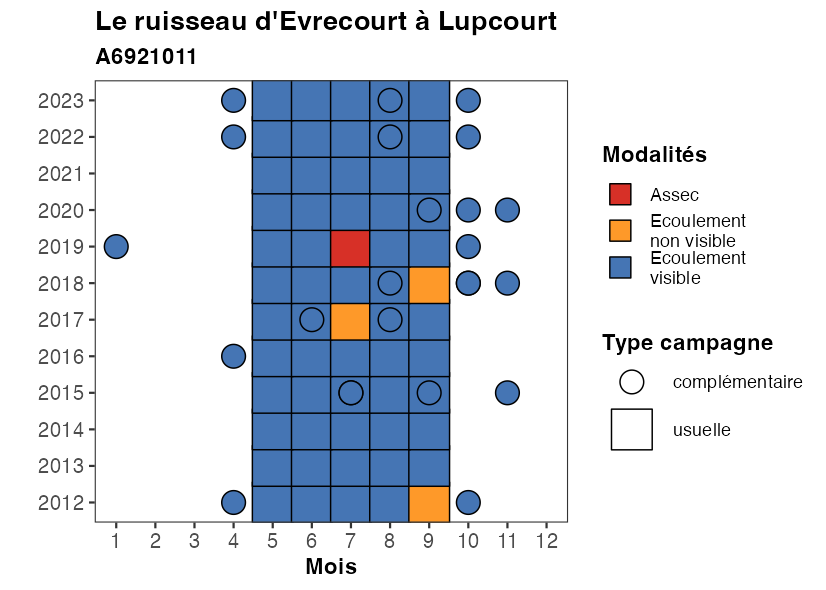 Le ruisseau d'Evrecourt à Lupcourt
A6921011
2023
2022
2021
2020
2019
2018
2017
2016
2015
2014
2013
2012
1 2 3 4 5 6 7 8 9 10 11 12
Mois
Modalités
Assec
Ecoulement
non visible
Ecoulement
visible
Type campagne
complémentaire
usuelle